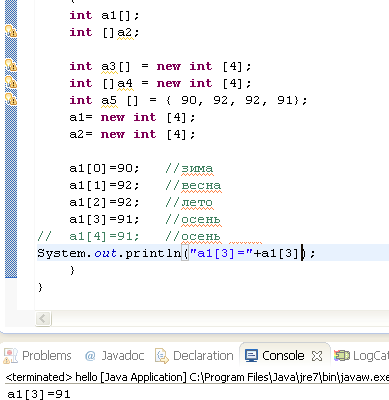 {
int a1[];
int []a2;
int a3[] = new int [4];
int []a4 = new int [4];
int a5 [] = { 90, 92, 92, 91};
a1= new int [4];
a2= new int [4];
a1[0]=90;   //зима
a1[1]=92;   //весна
a1[2]=92;   //лето
a1[3]=91;   //осень
//  a1[4]=91;   //осень
System.out.println("a1[3]="+a1[3]);
}
}
Problems @ Javadoc Declaration Console LogCat
<terminated> hello [Java Application] C:\Program Files\Java\jre7\bin\javaw.exe
a1[3]=91